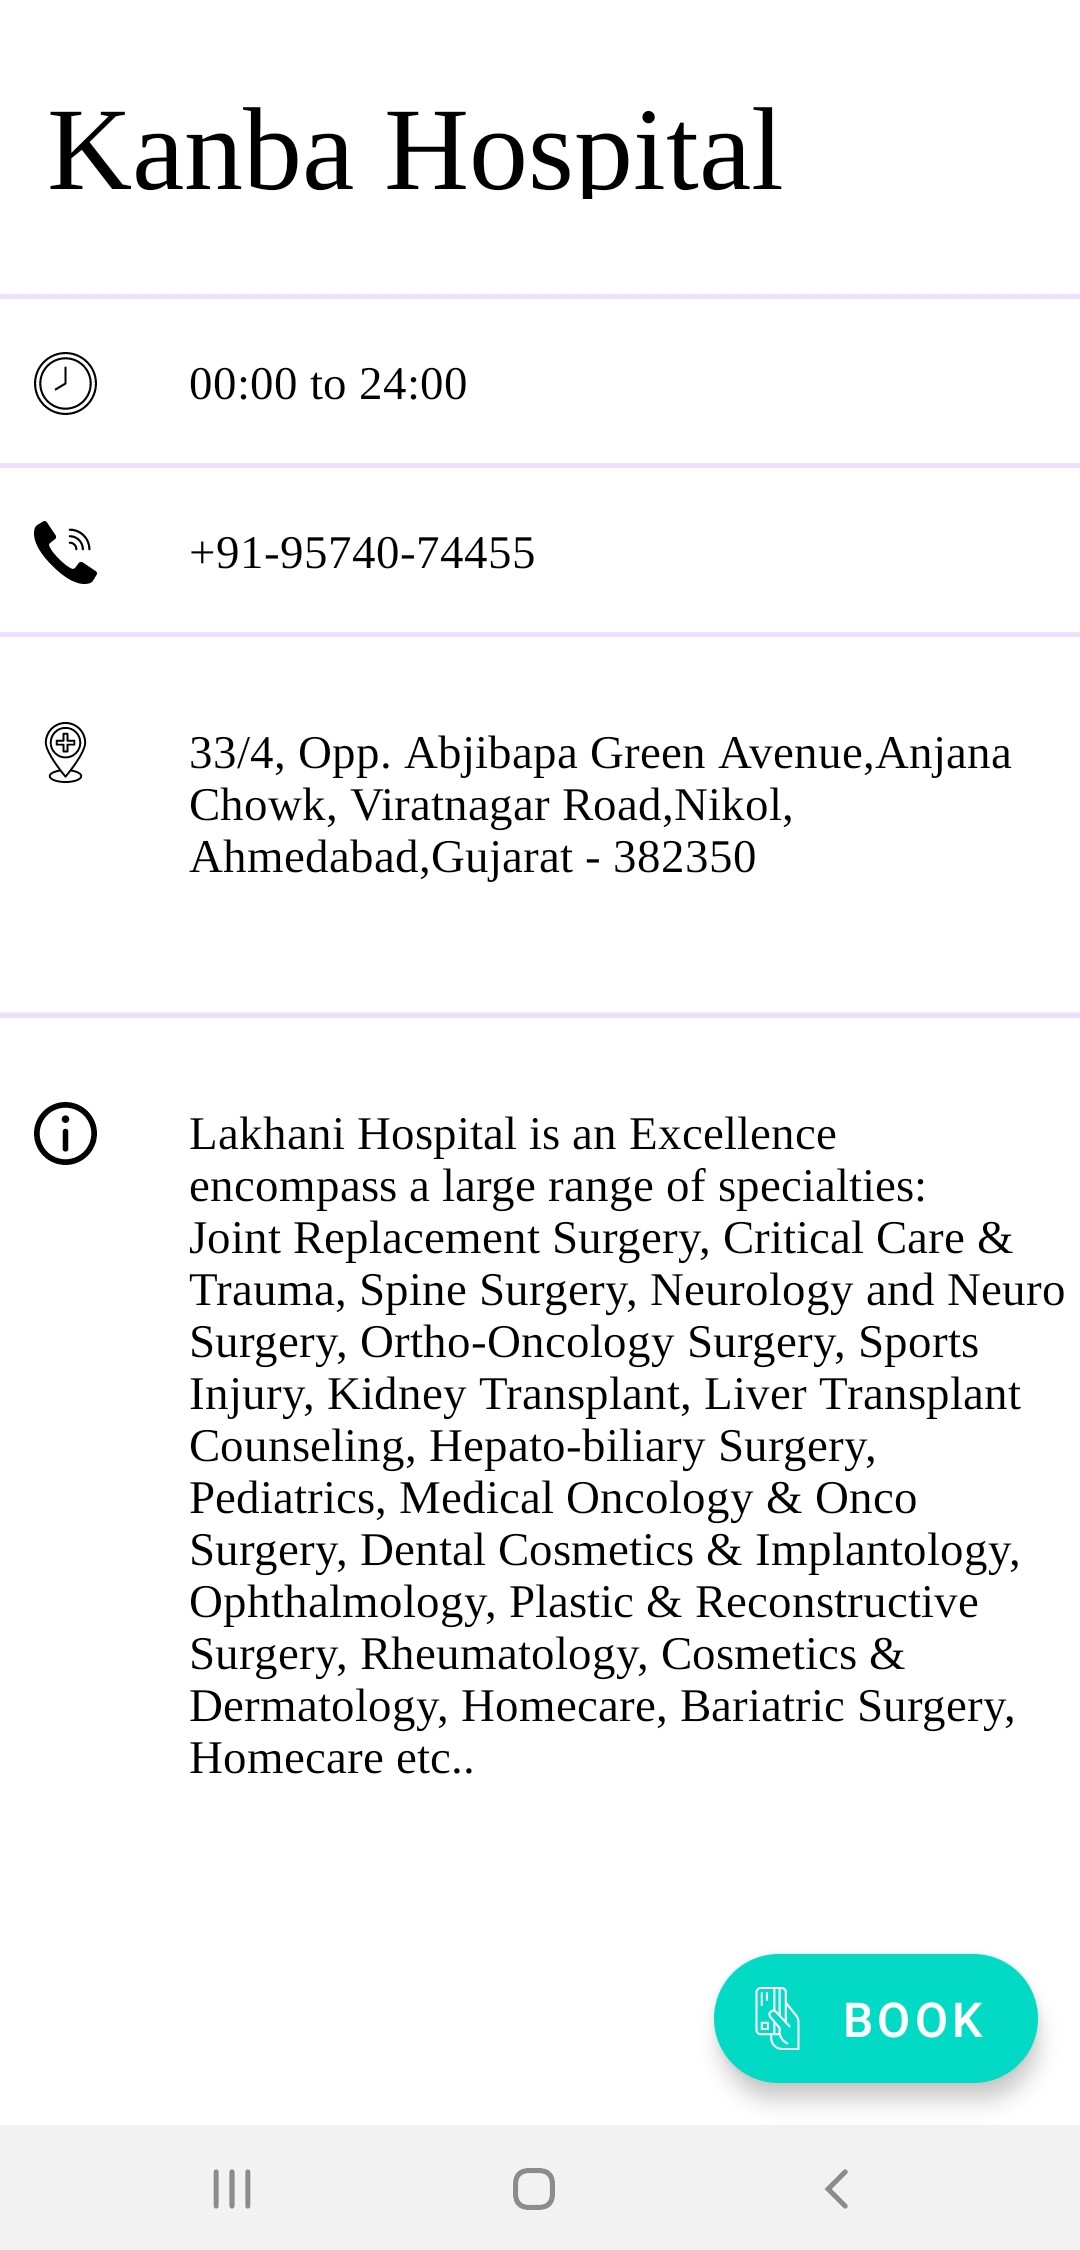 Kanba Hospital
00:00 to 24:00
+91-95740-74455
33/4, Opp. Abjibapa Green Avenue,Anjana
Chowk, Viratnagar Road,Nikol,
Ahmedabad,Gujarat - 382350
Lakhani Hospital is an Excellence
encompass a large range of specialties:
Joint Replacement Surgery, Critical Care &
Trauma, Spine Surgery, Neurology and Neuro
Surgery, Ortho-Oncology Surgery, Sports
Injury, Kidney Transplant, Liver Transplant
Counseling, Hepato-biliary Surgery,
Pediatrics, Medical Oncology & Onco
Surgery, Dental Cosmetics & Implantology,
Ophthalmology, Plastic & Reconstructive
Surgery, Rheumatology, Cosmetics &
Dermatology, Homecare, Bariatric Surgery,
Homecare etc..
BOOK